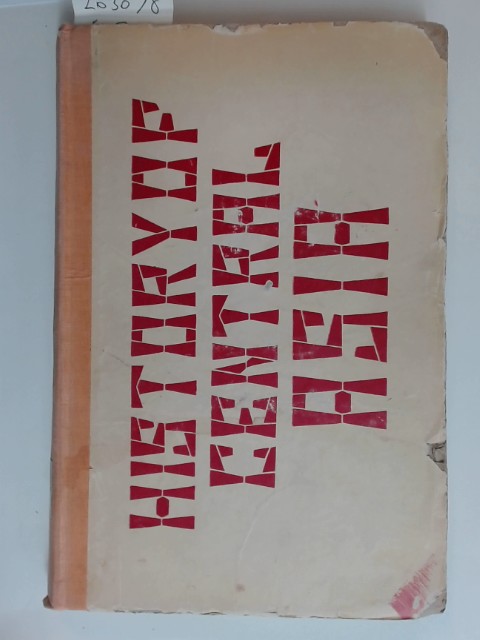 HISTORY OF
CENTRAL
ASIA